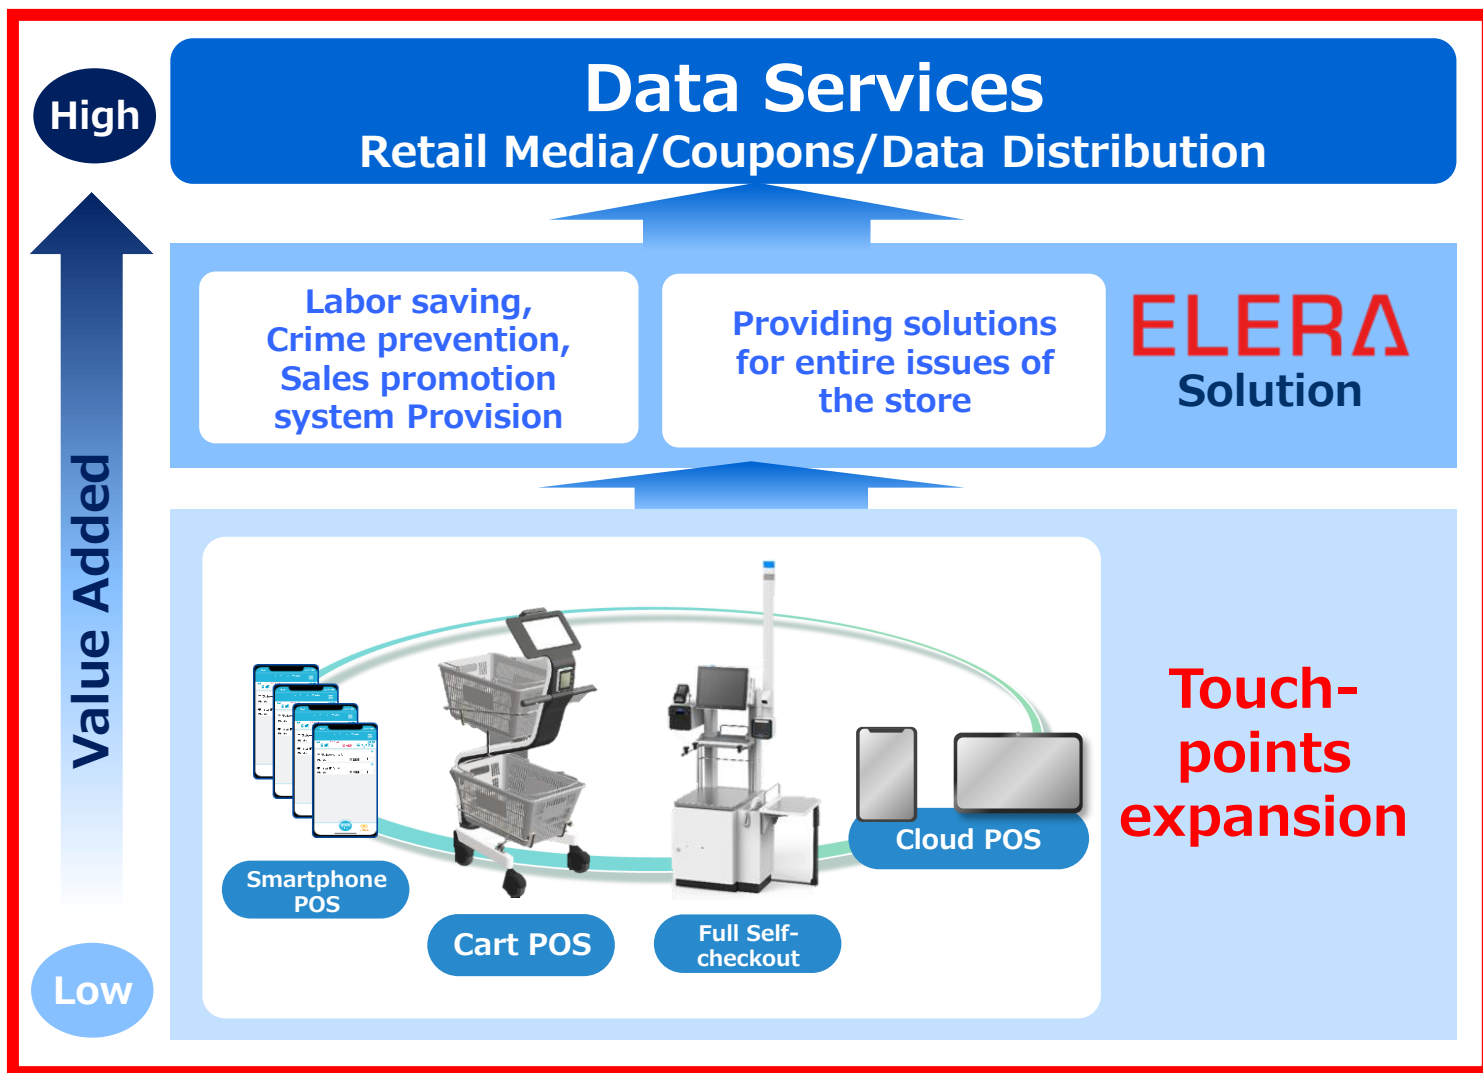 High
Data Services
Retail Media/Coupons/Data Distribution
Labor saving,
Crime prevention,
Sales promotion
system Provision
Providing solutions
for entire issues of
the store
ELERA
Solution
Value Added
Touch-
points
expansion
Smartphone
POS
Cart POS
Full Self-
checkout
Cloud POS
Low